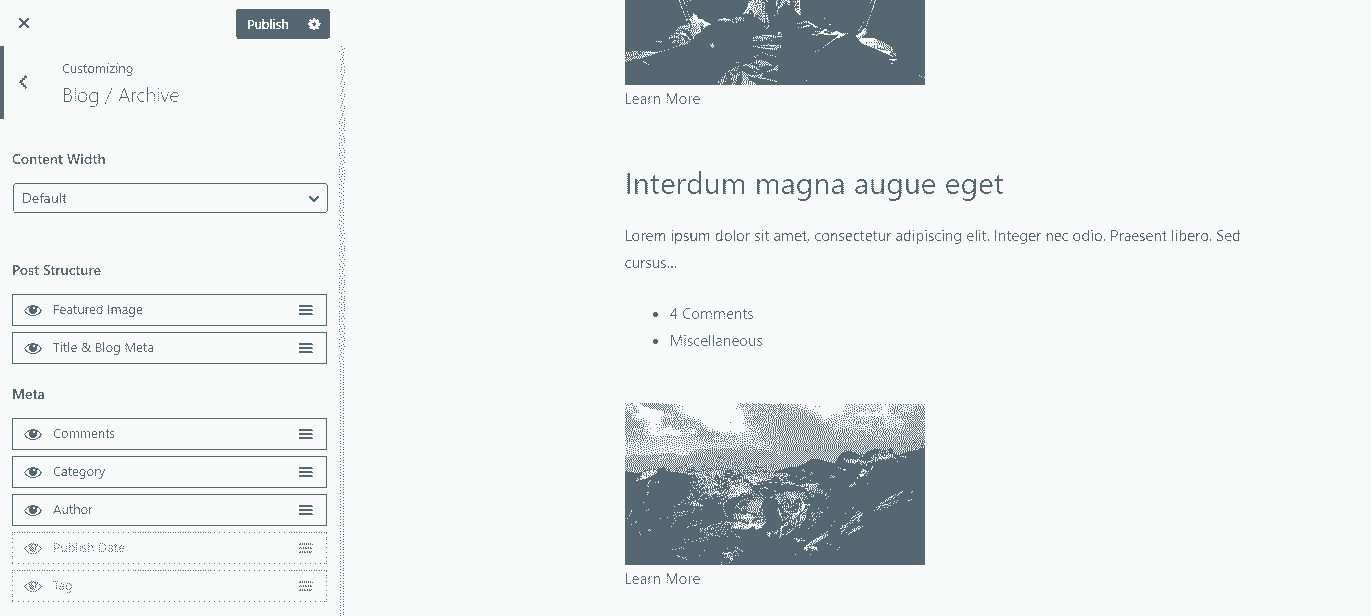 Publish
Customizing
Blog / Archive
Content Width
Default
Post Structure
Featured Image
Title & Blog Meta
Meta
Comments
Category
Author
Publish Date
Tag
Learn More
Interdum magna augue eget
Lorem ipsum dolor sit amet, consectetur adipiscing elit. Integer nec odio. Praesent libero. Sed
cursus...
4 Comments
Miscellaneous
Learn More